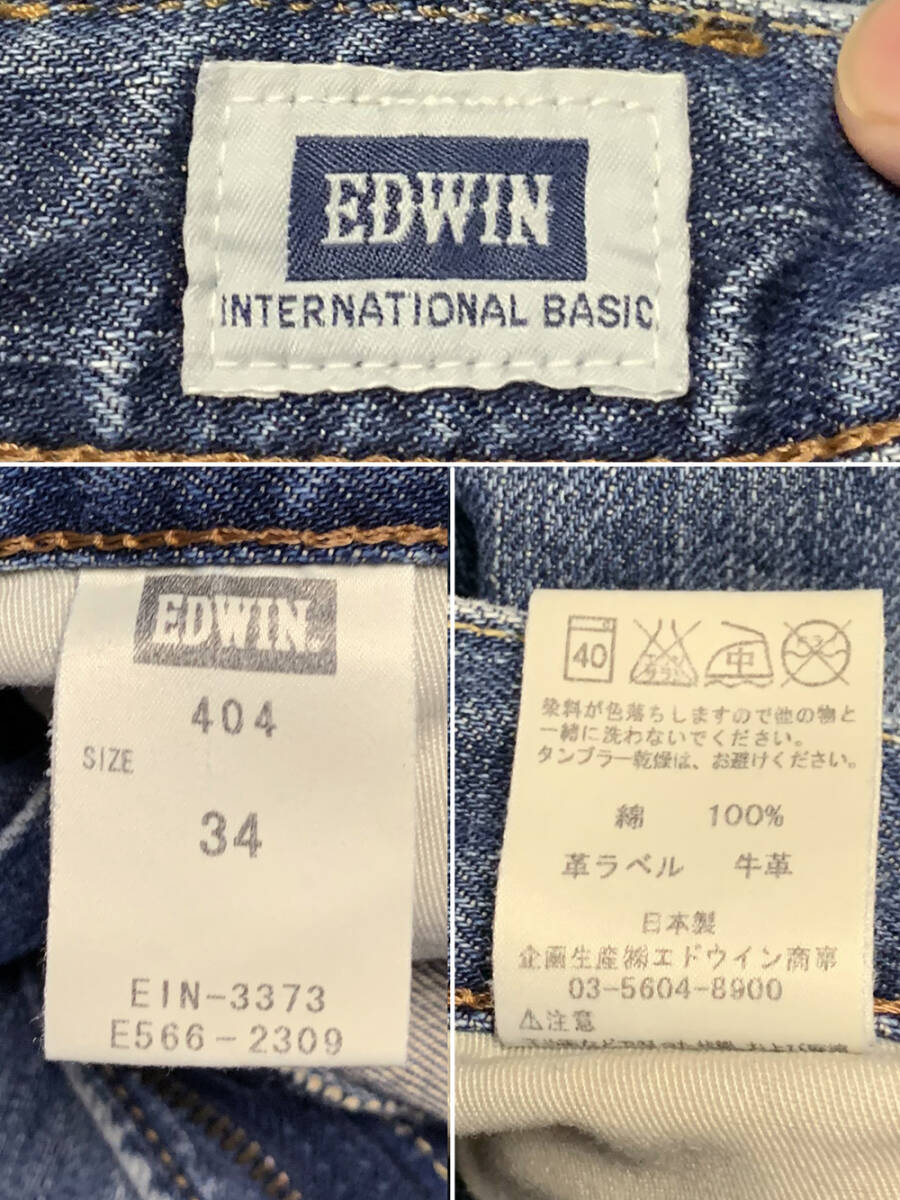 EDWIN
INTERNATIONAL BASIC
EDWIN
404
SIZE
34
EIN-3373
E566-2309
40 中
染料が色落ちしますので他の物と
一緒に洗わないでください。
タンブラー乾燥は、お避けください。
綿 100%
革ラベル 牛革
日本製
企画生産㈱エドウイン商事
03-5604-8900
⚠注意